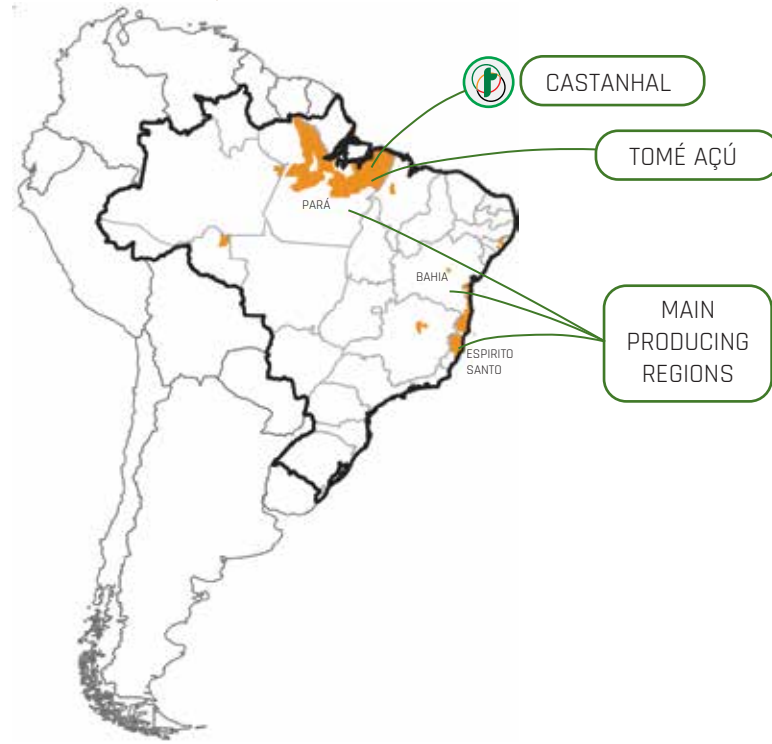 CASTANHAL
TOMÉ AÇÚ
PARÁ
BAHIA
MAIN
PRODUCING
REGIONS
ESPIRITO
SANTO